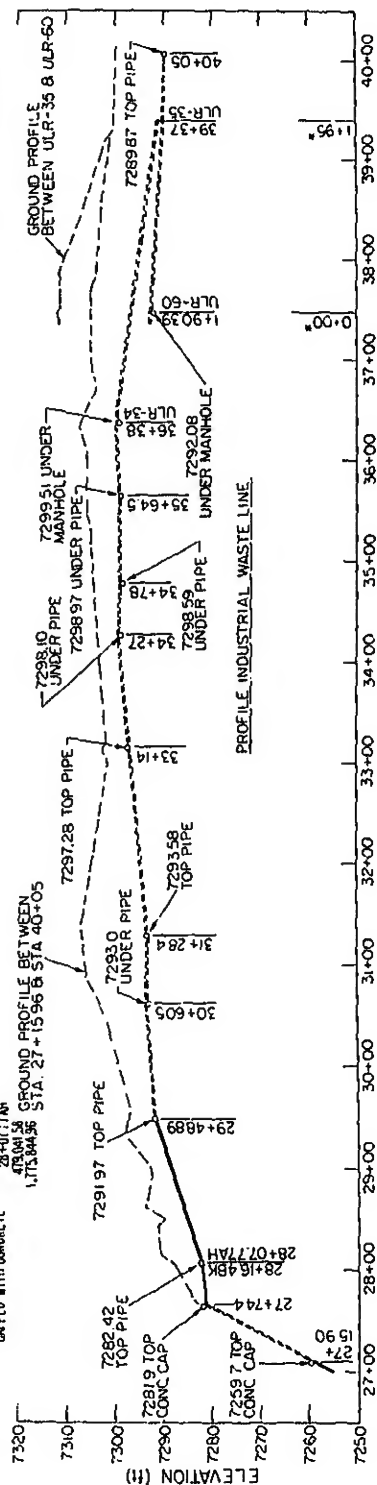 28+07.77AH
1,775,844.96
GROUND PROFILE BETWEEN
STA. 27+15.96 & STA 40+05
GROUND PROFILE
BETWEEN ULR-35 & ULR-60
7320
7310
7300
7290
7280
7270
7260
7250
ELEVATION (ft)
7259.7 TOP
CONC CAP
7281.9 TOP
CONC CAP
7282.42
TOP PIPE
7291.97 TOP PIPE
7293.0
UNDER PIPE
7293.58
TOP PIPE
7297.28 TOP PIPE
7298.10
UNDER PIPE
7298.59
UNDER PIPE
7298.97 UNDER PIPE
7299.51 UNDER
MANHOLE
7292.08
UNDER MANHOLE
7289.87 TOP PIPE
27+
15.90
27+74.4
28+16.4BK
28+07.77AH
29+48.89
30+60.5
31+28.4
33+14
34+27
34+78
35+64.5
36+38
ULR-34
1+90.39*
ULR-60
39+37
ULR-35
40+05
0+00*
1+95*
PROFILE INDUSTRIAL WASTE LINE
27+00
28+00
29+00
30+00
31+00
32+00
33+00
34+00
35+00
36+00
37+00
38+00
39+00
40+00